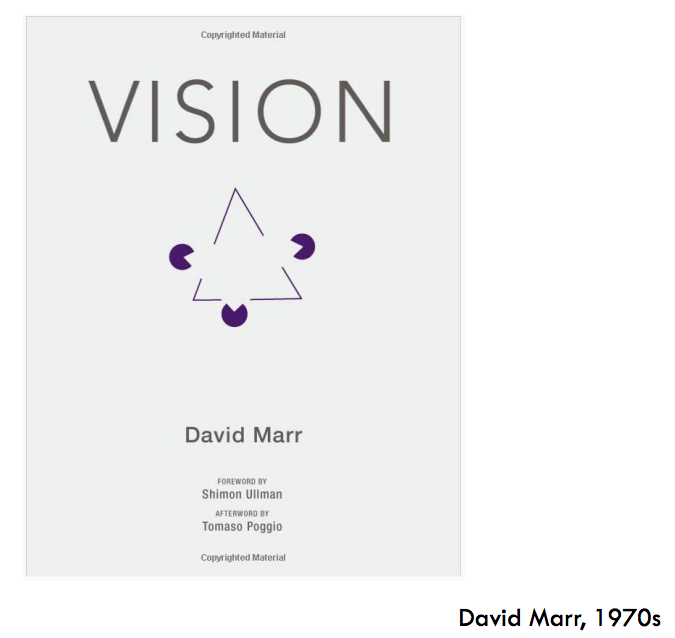 Copyrighted Material
VISION
David Marr
FOREWORD BY
Shimon Ullman
AFTERWORD BY
Tomaso Poggio
Copyrighted Material
David Marr, 1970s